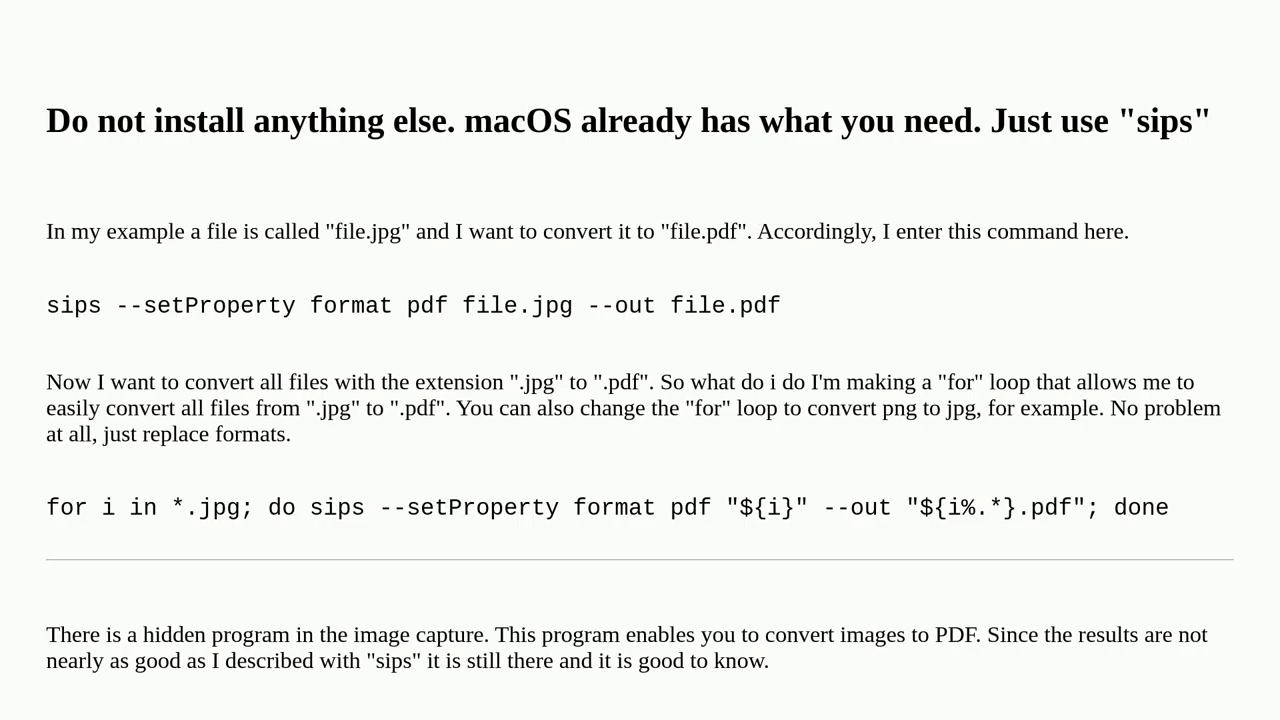 Do not install anything else. macOS already has what you need. Just use "sips"
In my example a file is called "file.jpg" and I want to convert it to "file.pdf". Accordingly, I enter this command here.
sips --setProperty format pdf file.jpg --out file.pdf
Now I want to convert all files with the extension ".jpg" to ".pdf". So what do i do I'm making a "for" loop that allows me to
easily convert all files from ".jpg" to ".pdf". You can also change the "for" loop to convert png to jpg, for example. No problem
at all, just replace formats.
for i in *.jpg; do sips --setProperty format pdf "${i}" --out "${i%.*}.pdf"; done
There is a hidden program in the image capture. This program enables you to convert images to PDF. Since the results are not
nearly as good as I described with "sips" it is still there and it is good to know.